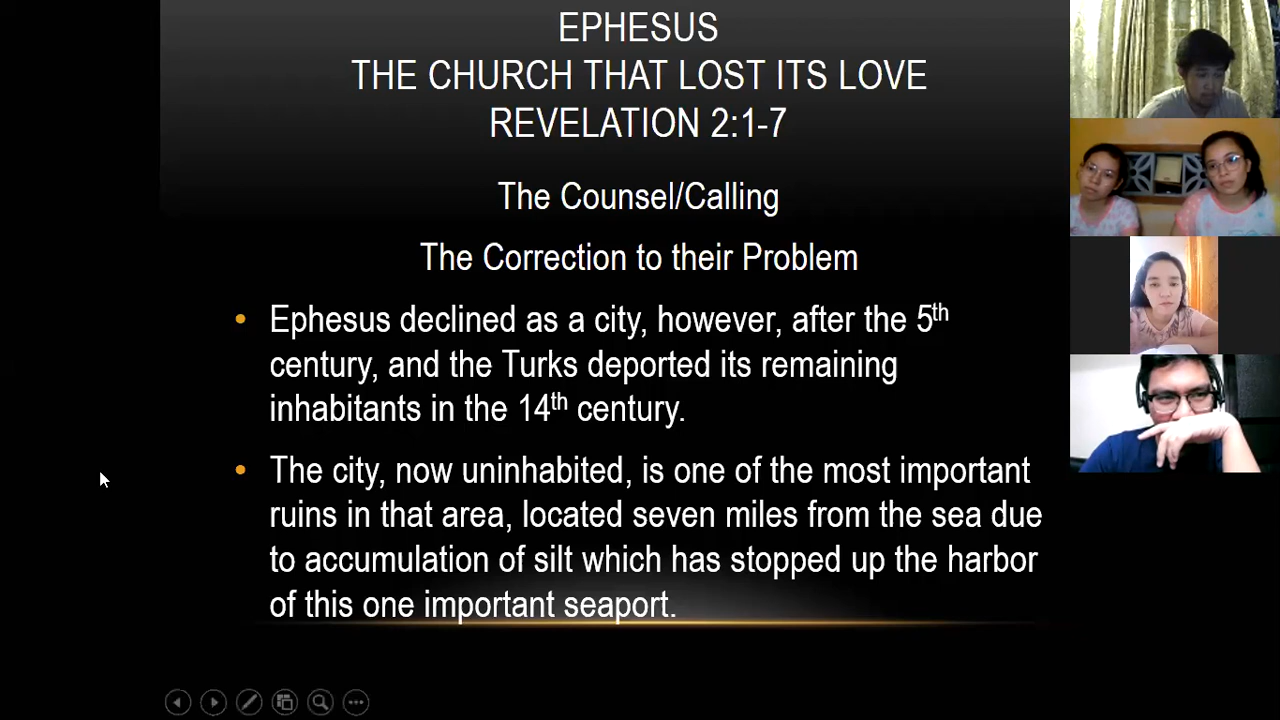 EPHESUS
THE CHURCH THAT LOST ITS LOVE
REVELATION 2:1-7
The Counsel/Calling
The Correction to their Problem
• Ephesus declined as a city, however, after the 5th
century, and the Turks deported its remaining
inhabitants in the 14th century.
• The city, now uninhabited, is one of the most important
ruins in that area, located seven miles from the sea due
to accumulation of silt which has stopped up the harbor
of this one important seaport.